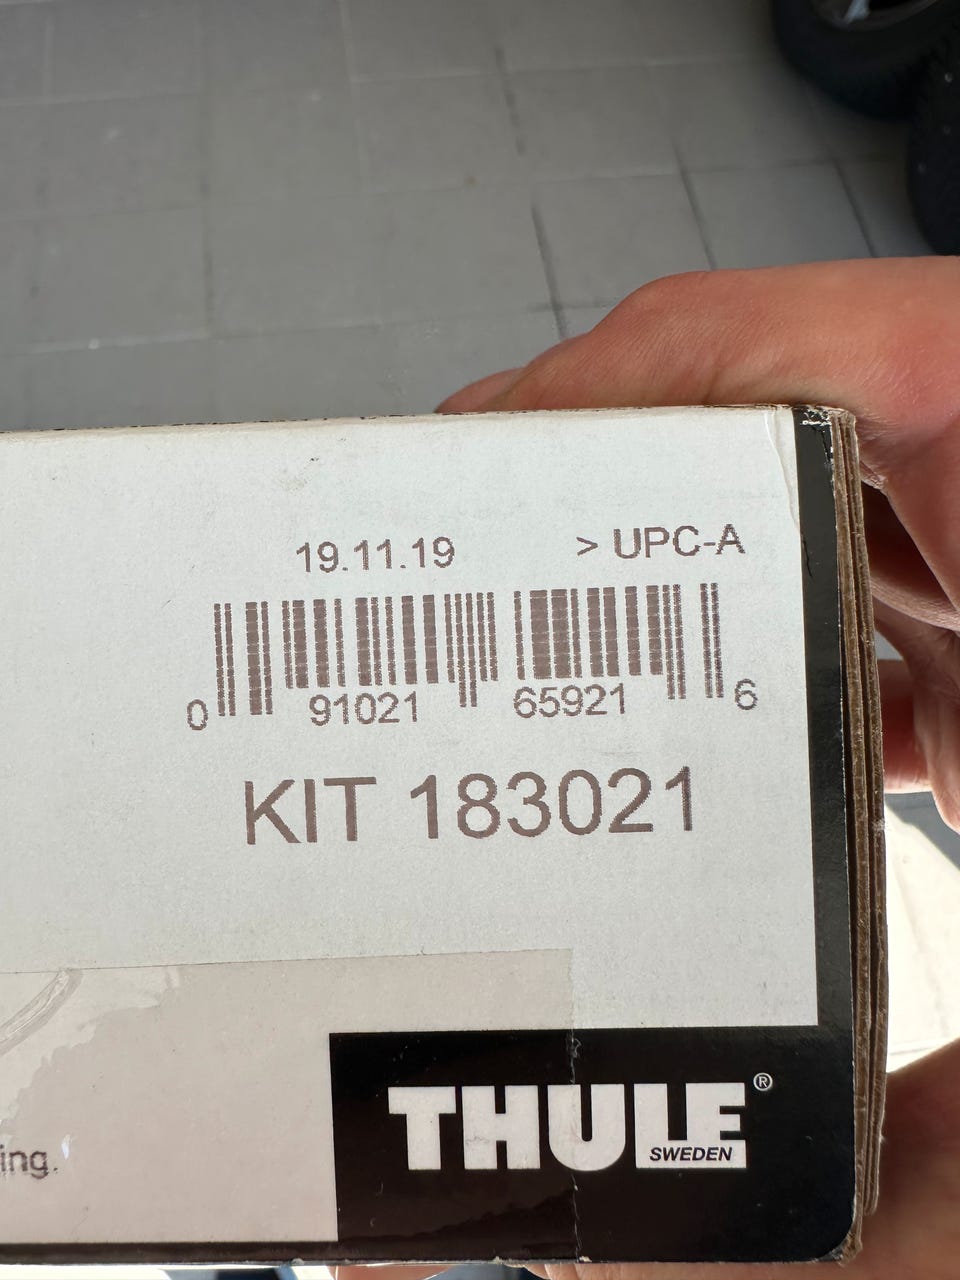 19.11.19 > UPC-A
0 91021 65921 6
KIT 183021
ing.
THULE®
SWEDEN